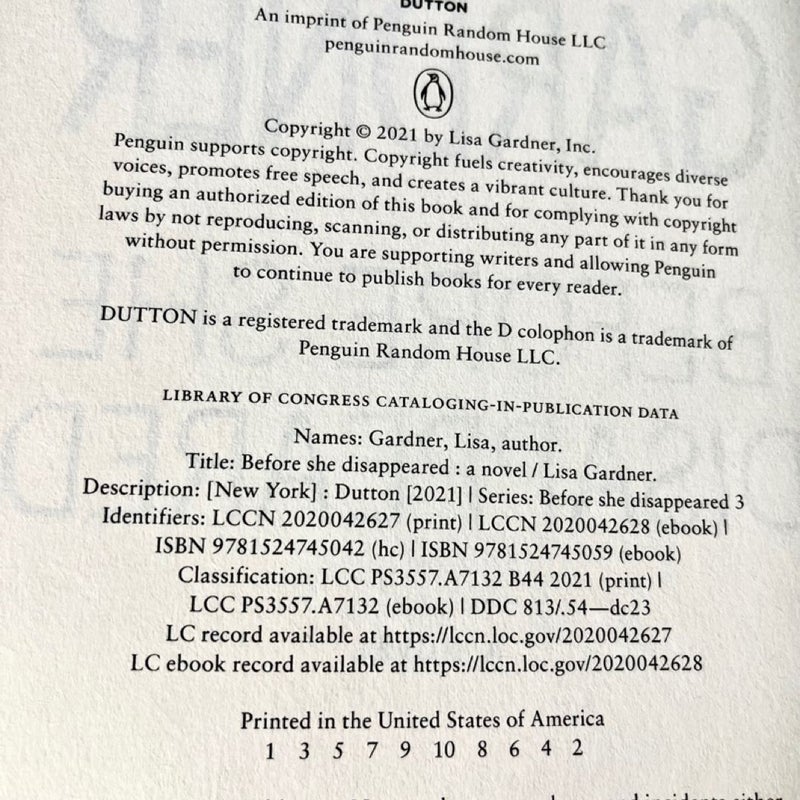 DUTTON
An imprint of Penguin Random House LLC
penguinrandomhouse.com
Copyright © 2021 by Lisa Gardner, Inc.
Penguin supports copyright. Copyright fuels creativity, encourages diverse
voices, promotes free speech, and creates a vibrant culture. Thank you for
buying an authorized edition of this book and for complying with copyright
laws by not reproducing, scanning, or distributing any part of it in any form
without permission. You are supporting writers and allowing Penguin
to continue to publish books for every reader.
DUTTON is a registered trademark and the D colophon is a trademark of
Penguin Random House LLC.
LIBRARY OF CONGRESS CATALOGING-IN-PUBLICATION DATA
Names: Gardner, Lisa, author.
Title: Before she disappeared : a novel / Lisa Gardner.
Description: [New York] : Dutton [2021] | Series: Before she disappeared 3
Identifiers: LCCN 2020042627 (print) | LCCN 2020042628 (ebook) |
ISBN 9781524745042 (hc) | ISBN 9781524745059 (ebook)
Classification: LCC PS3557.A7132 B44 2021 (print) |
LCC PS3557.A7132 (ebook) | DDC 813/.54—dc23
LC record available at https://lccn.loc.gov/2020042627
LC ebook record available at https://lccn.loc.gov/2020042628
Printed in the United States of America
1 3 5 7 9 10 8 6 4 2